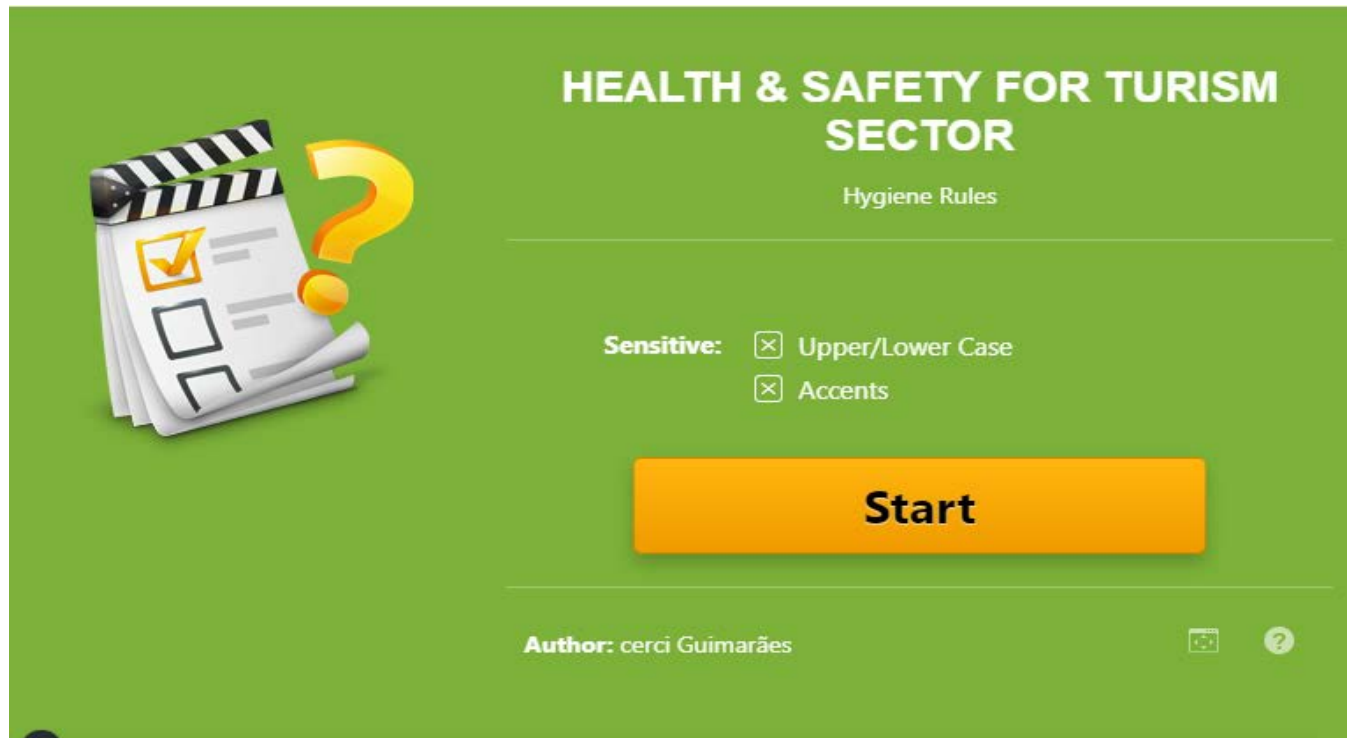 HEALTH & SAFETY FOR TURISM
SECTOR
Hygiene Rules
Sensitive:
Upper/Lower Case
Accents
Start
Author: cerci Guimarães